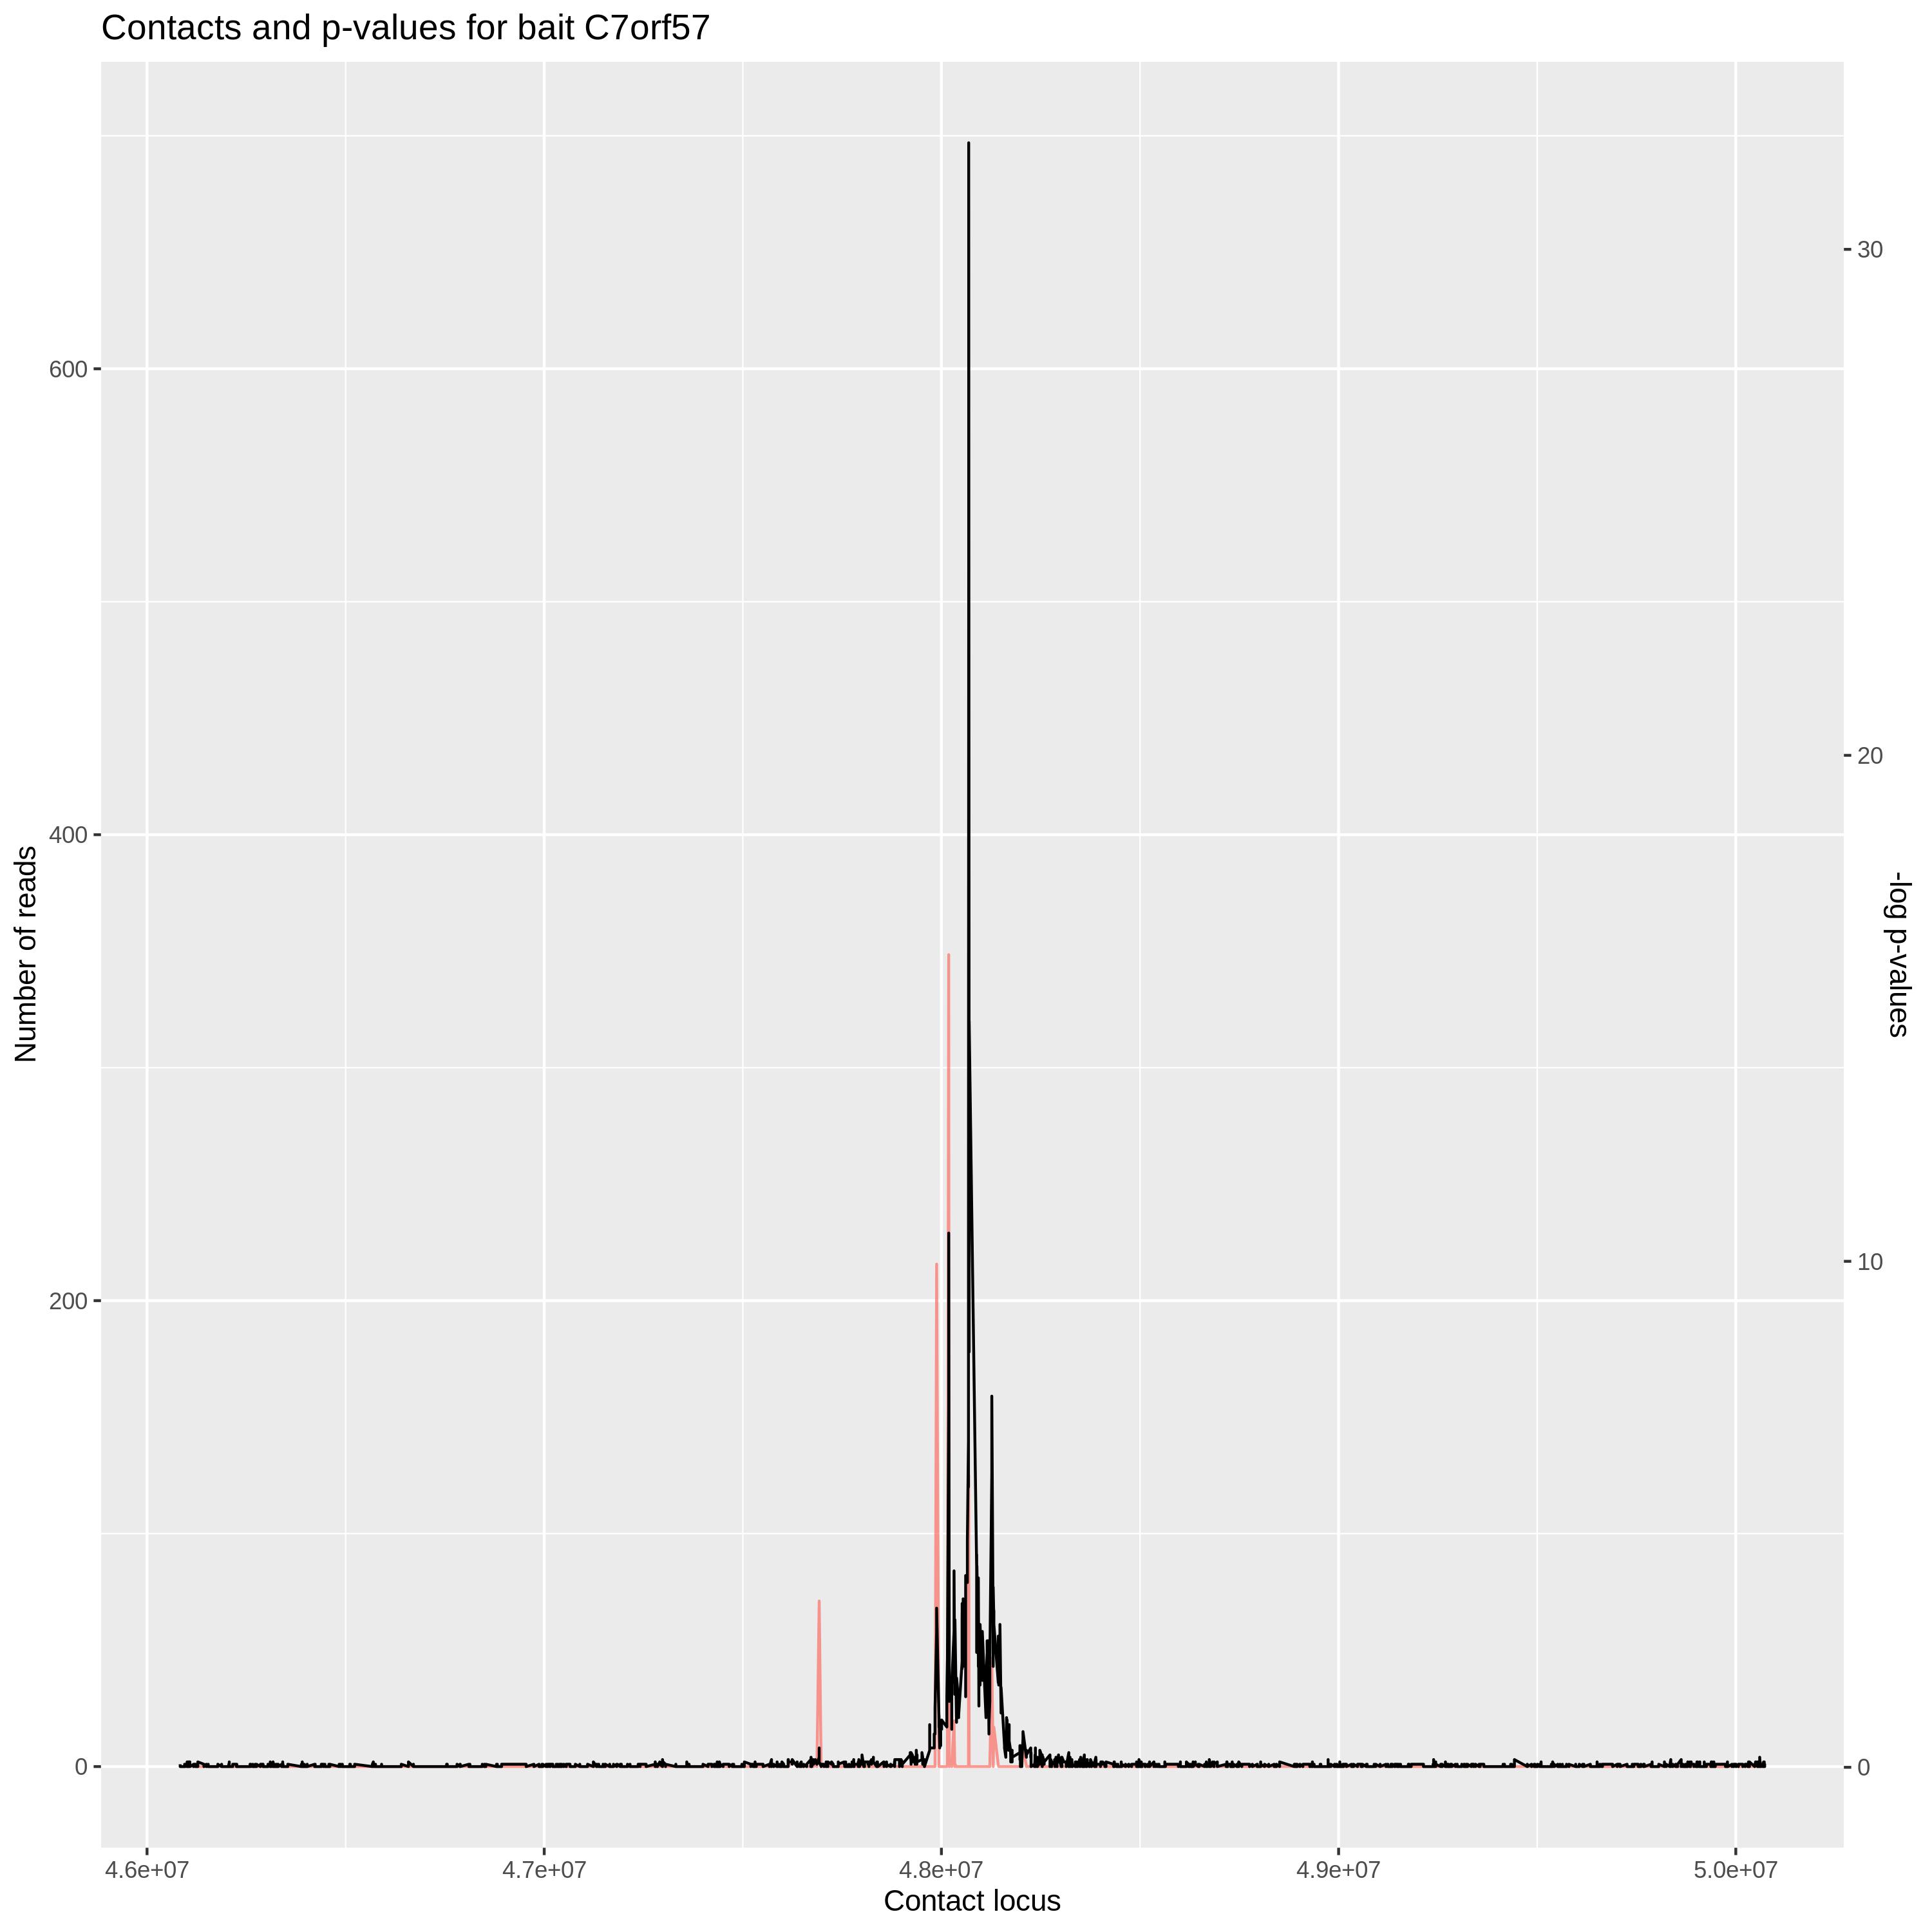 Contacts and p-values for bait C7orf57
Number of reads
600
400
200
0
30
20
10
0
-log p-values
4.6e+07 4.7e+07 4.8e+07 4.9e+07 5.0e+07
Contact locus